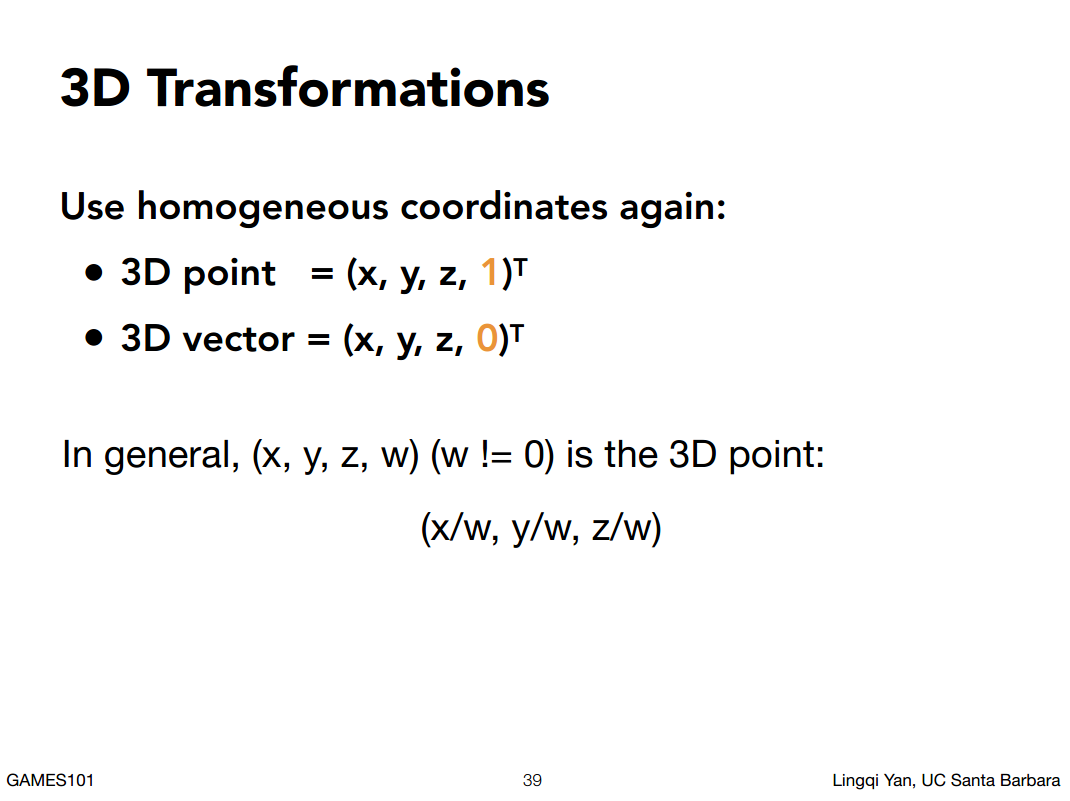 3D Transformations
Use homogeneous coordinates again:
• 3D point = (x, y, z, 1)ᵀ
• 3D vector = (x, y, z, 0)ᵀ
In general, (x, y, z, w) (w != 0) is the 3D point:
(x/w, y/w, z/w)
GAMES101
39
Lingqi Yan, UC Santa Barbara